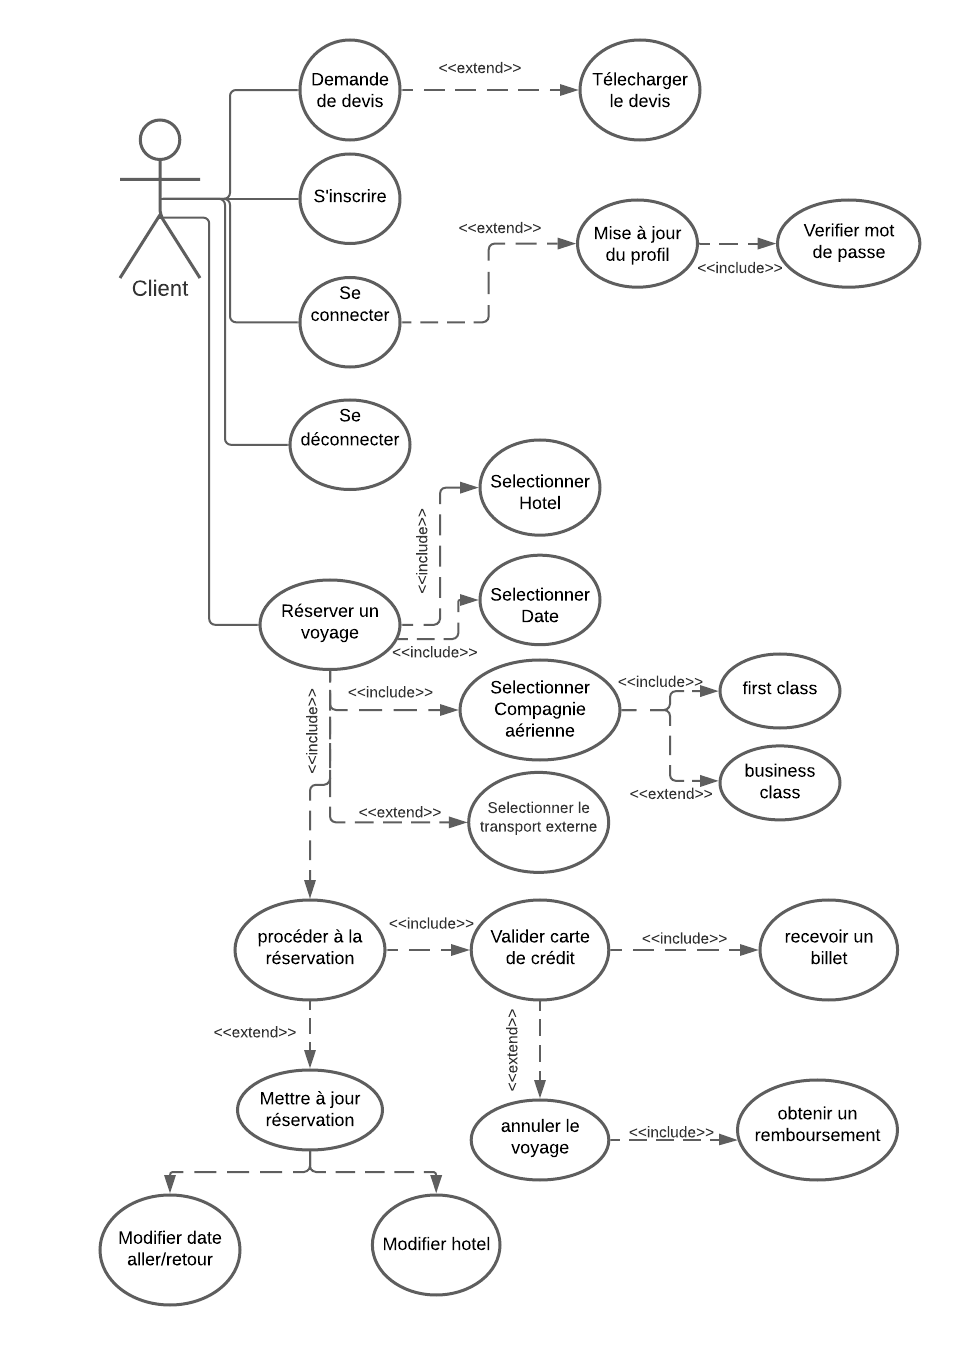 Demande
de devis
<<extend>>
Télecharger
le devis
S'inscrire
Client
Se
connecter
<<extend>>
Mise à jour
du profil
<<include>>
Verifier mot
de passe
Se
déconnecter
Selectionner
Hotel
<<include>>
Réserver un
voyage
Selectionner
Date
<<include>>
<<include>>
<<include>>
Selectionner
Compagnie
aérienne
<<include>>
first class
<<extend>>
business
class
<<extend>>
Selectionner le
transport externe
procéder à la
réservation
<<include>>
Valider carte
de crédit
<<include>>
recevoir un
billet
<<extend>>
<<extend>>
Mettre à jour
réservation
annuler le
voyage
<<include>>
obtenir un
remboursement
Modifier date
aller/retour
Modifier hotel